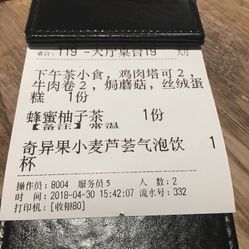 桌台：119 -大厅桌台19
下午茶小食，鸡肉塔可2，
牛肉卷2，焗蘑菇，丝绒蛋
糕 1份
蜂蜜柚子茶 1份
【备注】常温
奇异果小麦芦荟气泡饮 1
杯
操作员：8004 服务员5 人数：2
时间：2018-04-30 15:42:07 流水号：332
打印机：[收银80]